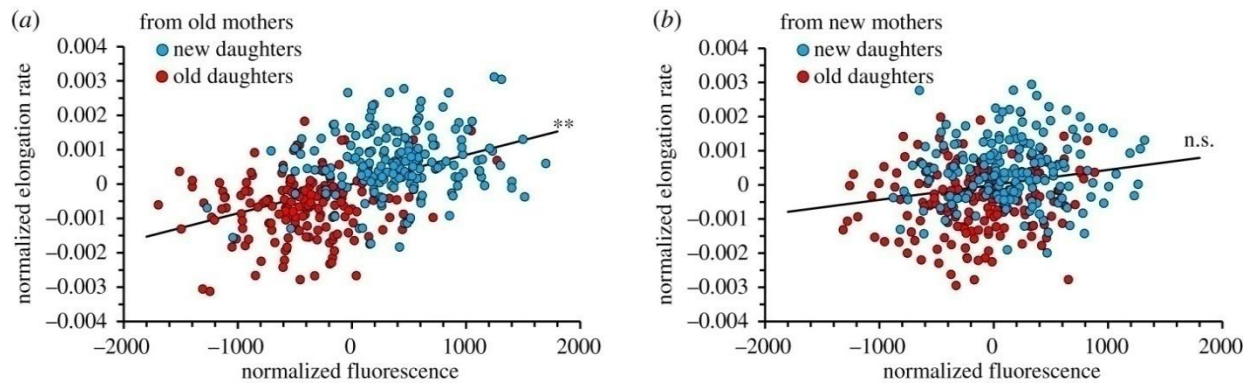 (a)
from old mothers
new daughters
old daughters
0.004
0.003
0.002
0.001
0
−0.001
−0.002
−0.003
−0.004
normalized elongation rate
**
−2000
−1000
0
1000
2000
normalized fluorescence
(b)
from new mothers
new daughters
old daughters
0.004
0.003
0.002
0.001
0
−0.001
−0.002
−0.003
−0.004
normalized elongation rate
n.s.
−2000
−1000
0
1000
2000
normalized fluorescence